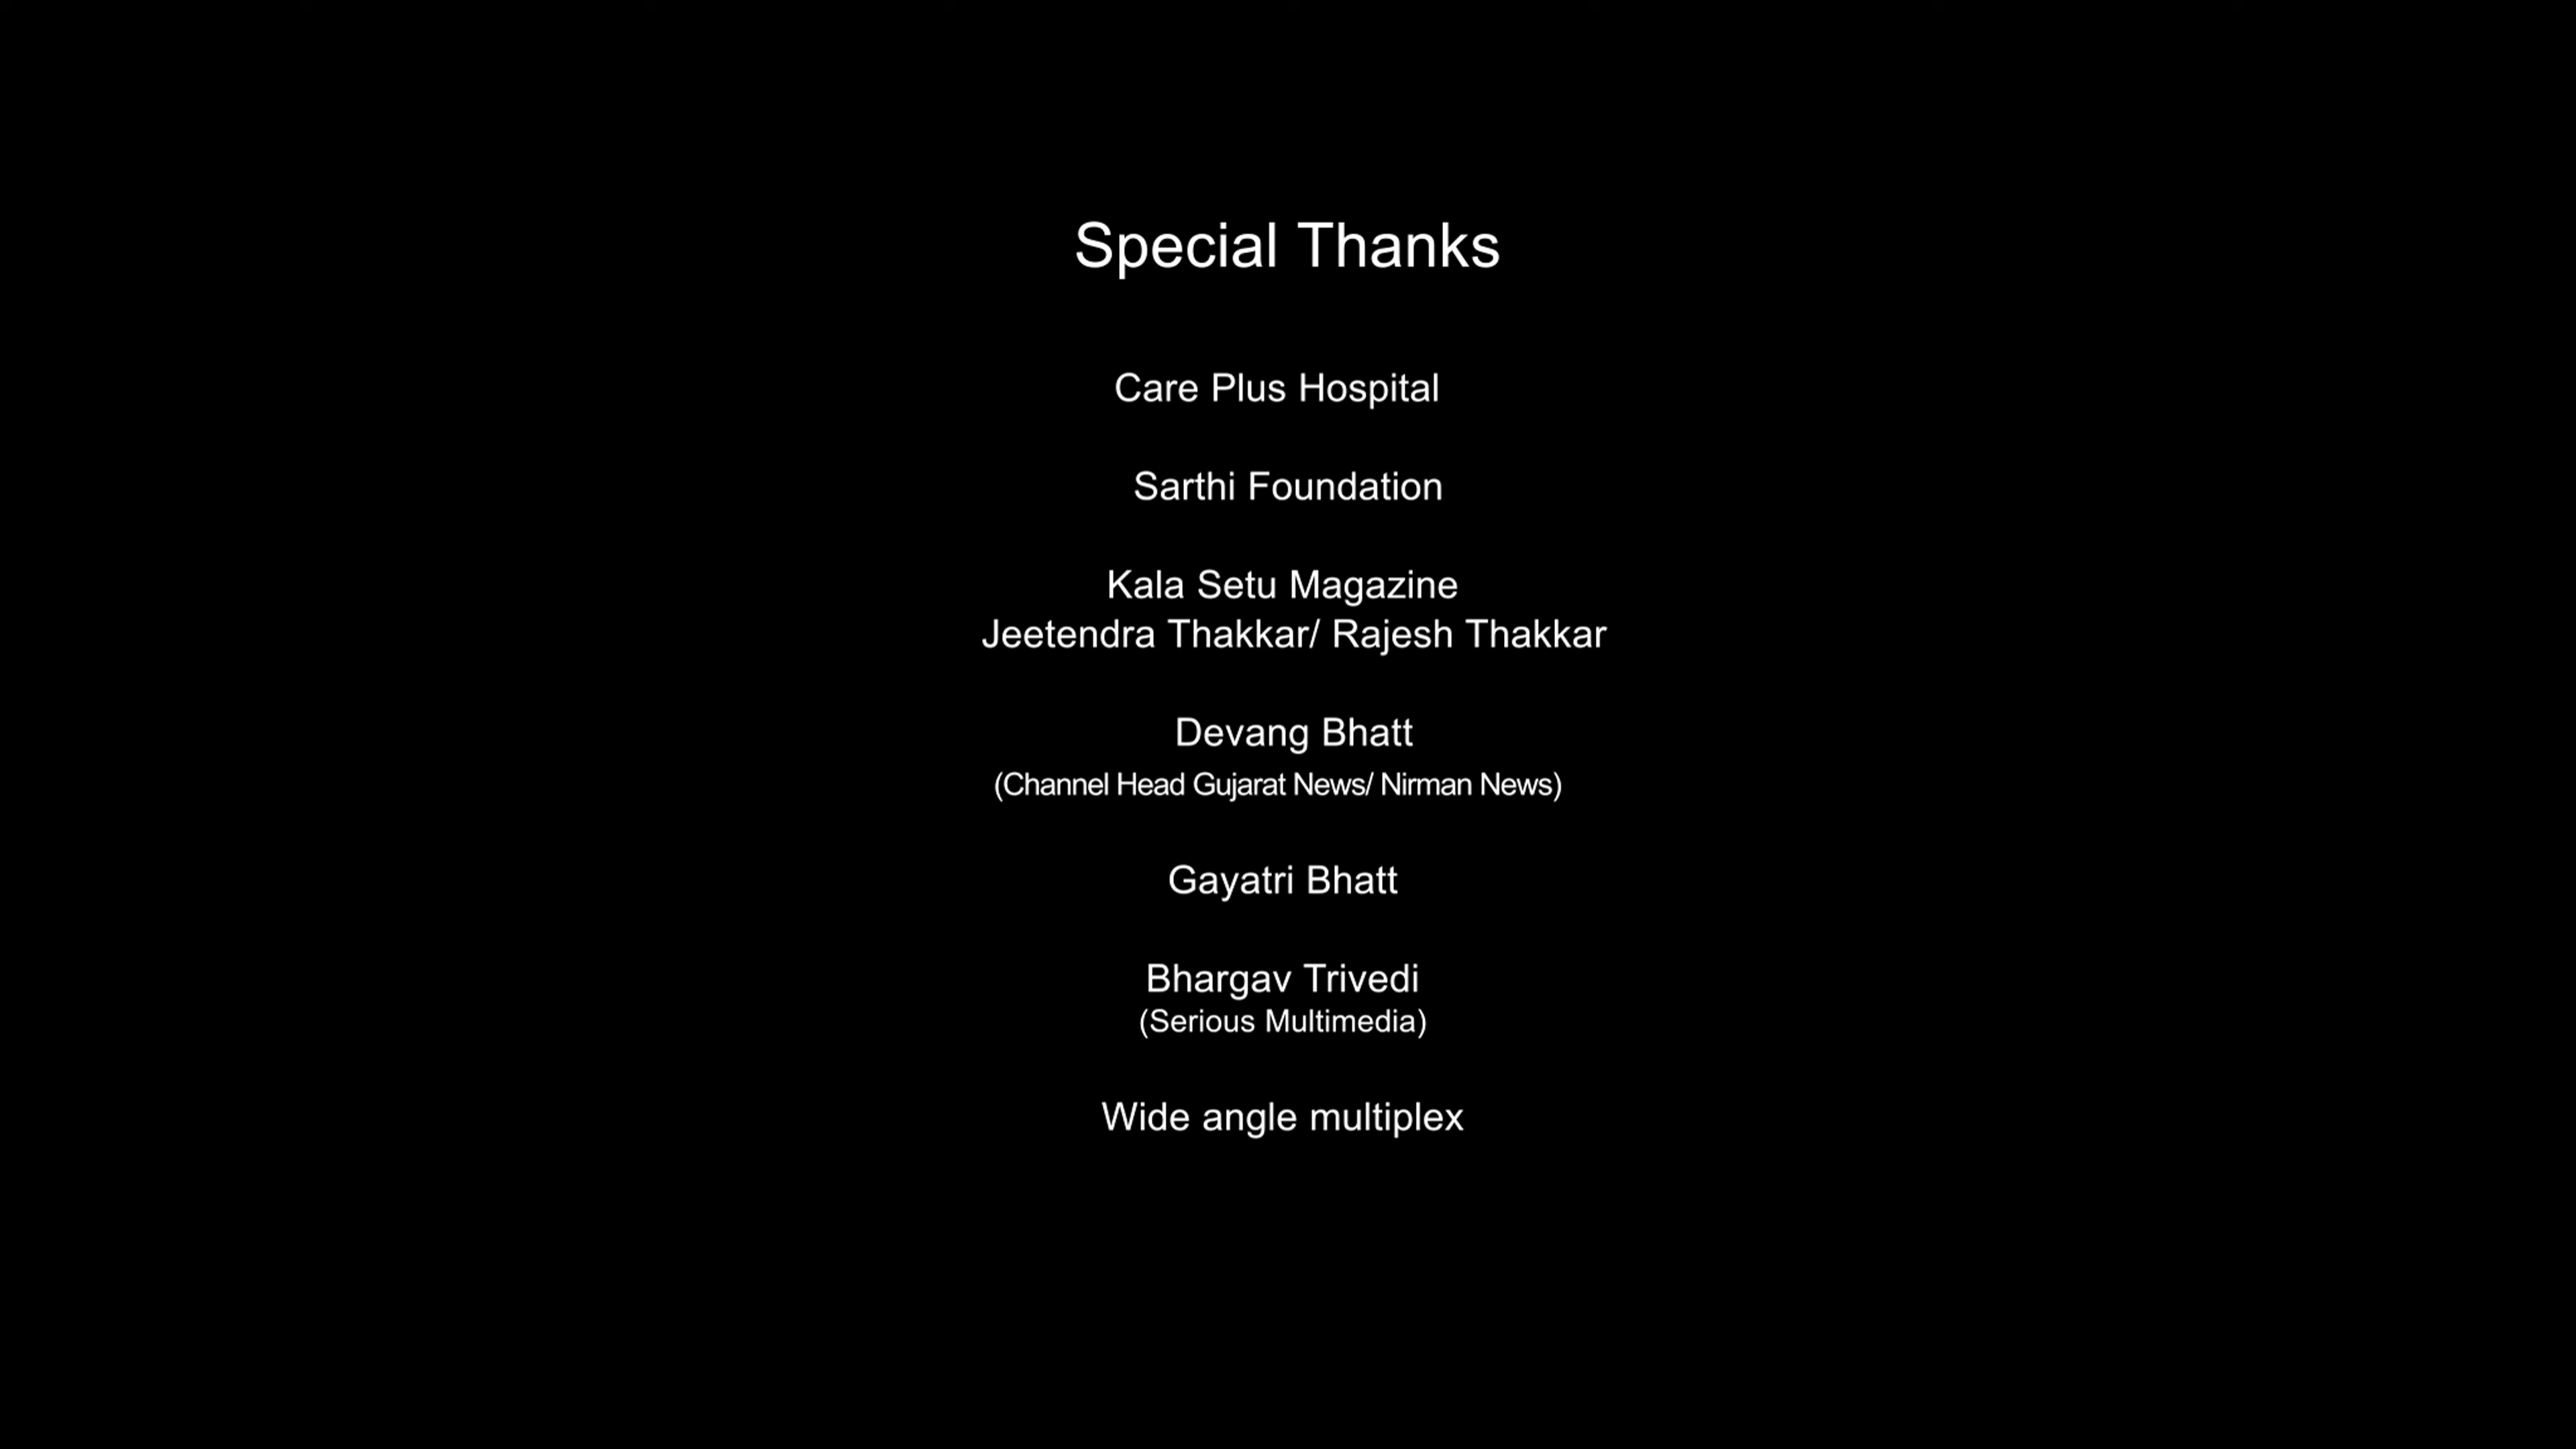 Special Thanks
Care Plus Hospital
Sarthi Foundation
Kala Setu Magazine
Jeetendra Thakkar/ Rajesh Thakkar
Devang Bhatt
(Channel Head Gujarat News/ Nirman News)
Gayatri Bhatt
Bhargav Trivedi
(Serious Multimedia)
Wide angle multiplex